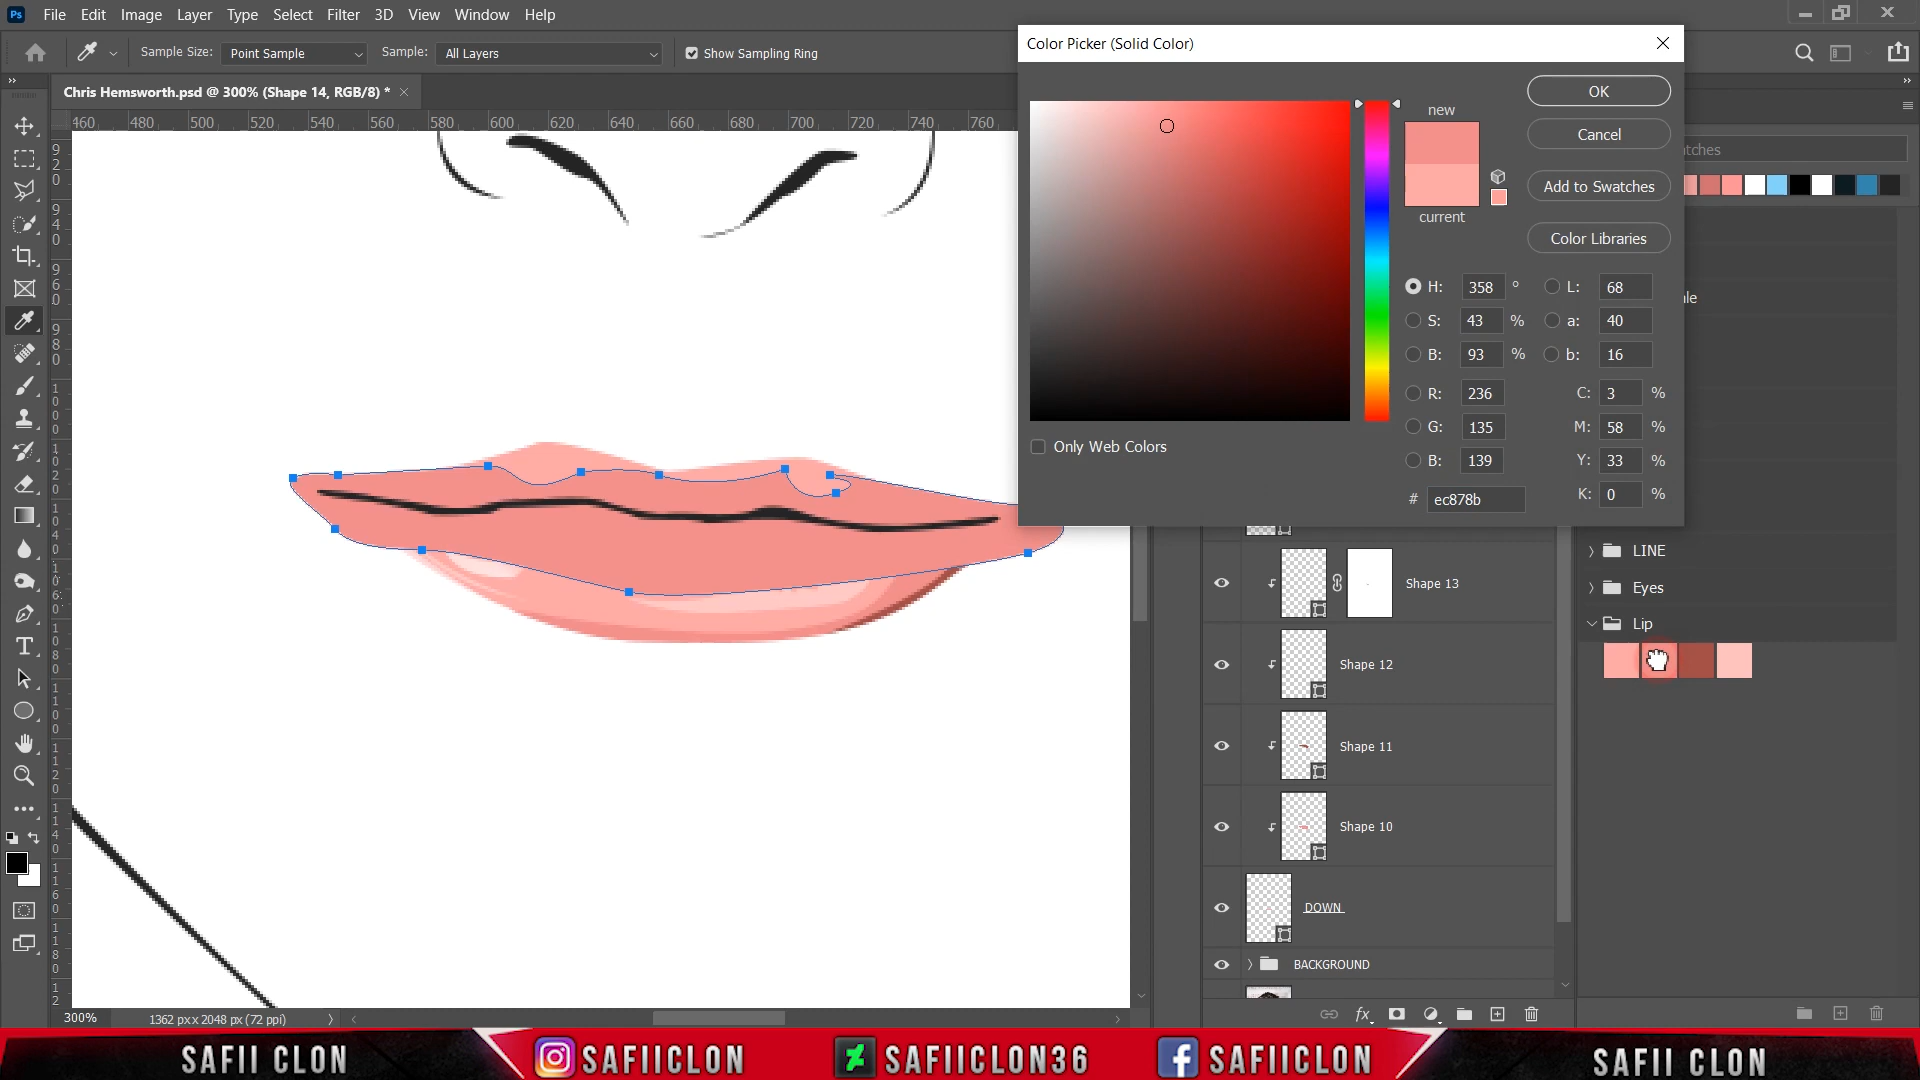 Ps File Edit Image Layer Type Select Filter 3D View Window Help
Sample Size: Point Sample Sample: All Layers Show Sampling Ring
Chris Hemsworth.psd @ 300% (Shape 14, RGB/8) *
460 480 500 520 540 560 580 600 620 640 660 680 700 720 740 760
Color Picker (Solid Color)
new
current
OK
Cancel
Add to Swatches
Color Libraries
H: 358 °
S: 43 %
B: 93 %
R: 236
G: 135
B: 139
# ec878b
L: 68
a: 40
b: 16
C: 3 %
M: 58 %
Y: 33 %
K: 0 %
Only Web Colors
Shape 13
Shape 12
Shape 11
Shape 10
DOWN
BACKGROUND
fx
LINE
Eyes
Lip
300% 1362 px x 2048 px (72 ppi)
SAFII CLON SAFIICLON SAFIICLON36 SAFIICLON SAFII CLON